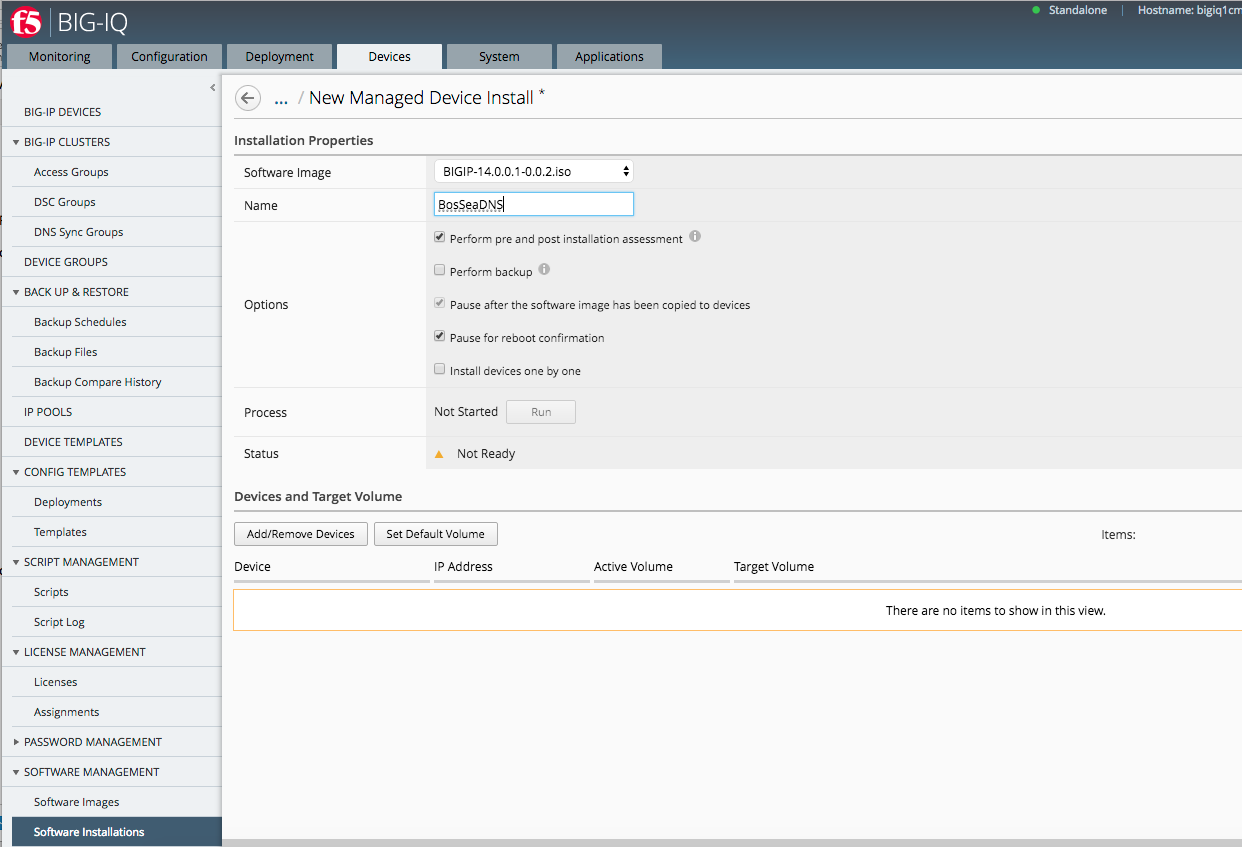 f5 BIG-IQ
Standalone Hostname: bigiq1cm
Monitoring Configuration Deployment Devices System Applications
... / New Managed Device Install *
BIG-IP DEVICES
BIG-IP CLUSTERS
Access Groups
DSC Groups
DNS Sync Groups
DEVICE GROUPS
BACK UP & RESTORE
Backup Schedules
Backup Files
Backup Compare History
IP POOLS
DEVICE TEMPLATES
CONFIG TEMPLATES
Deployments
Templates
SCRIPT MANAGEMENT
Scripts
Script Log
LICENSE MANAGEMENT
Licenses
Assignments
PASSWORD MANAGEMENT
SOFTWARE MANAGEMENT
Software Images
Software Installations
Installation Properties
Software Image BIGIP-14.0.0.1-0.0.2.iso
Name BosSeaDNS
Options
Perform pre and post installation assessment
Perform backup
Pause after the software image has been copied to devices
Pause for reboot confirmation
Install devices one by one
Process Not Started Run
Status Not Ready
Devices and Target Volume
Add/Remove Devices Set Default Volume Items:
Device IP Address Active Volume Target Volume
There are no items to show in this view.